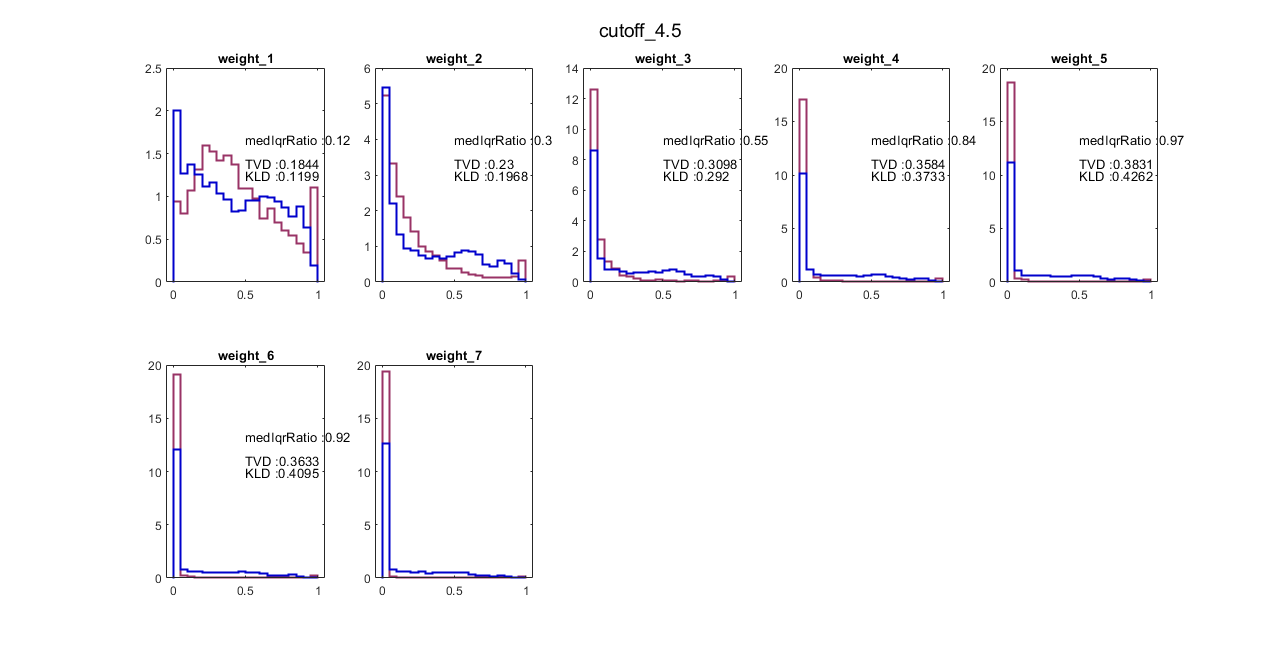 cutoff_4.5
weight_1
2.5
2
1.5
1
0.5
0
0
0.5
1
medIqrRatio :0.12
TVD :0.1844
KLD :0.1199
weight_2
6
5
4
3
2
1
0
0
0.5
1
medIqrRatio :0.3
TVD :0.23
KLD :0.1968
weight_3
14
12
10
8
6
4
2
0
0
0.5
1
medIqrRatio :0.55
TVD :0.3098
KLD :0.292
weight_4
20
15
10
5
0
0
0.5
1
medIqrRatio :0.84
TVD :0.3584
KLD :0.3733
weight_5
20
15
10
5
0
0
0.5
1
medIqrRatio :0.97
TVD :0.3831
KLD :0.4262
weight_6
20
15
10
5
0
0
0.5
1
medIqrRatio :0.92
TVD :0.3633
KLD :0.4095
weight_7
20
15
10
5
0
0
0.5
1